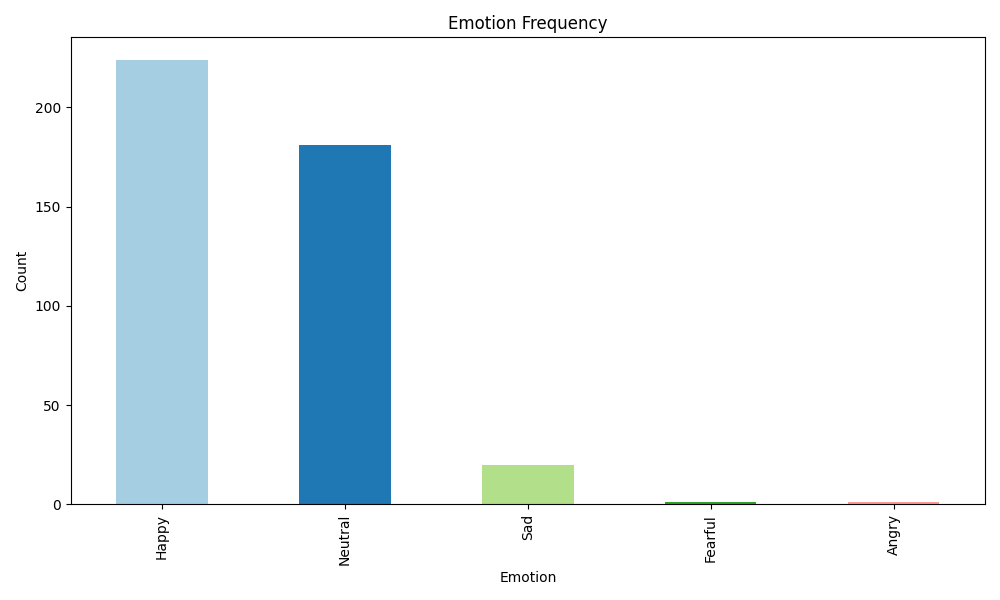 Emotion Frequency
Count
200
150
100
50
0
Happy
Neutral
Sad
Fearful
Angry
Emotion